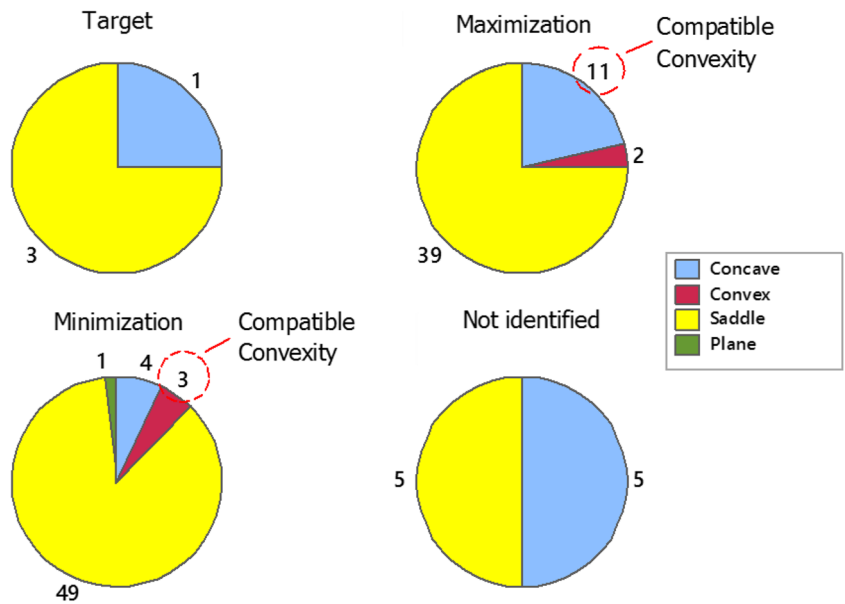 Target
1
3
Maximization
Compatible
Convexity
11
2
39
Concave
Convex
Saddle
Plane
Minimization
Compatible
Convexity
1
4
3
49
Not identified
5
5